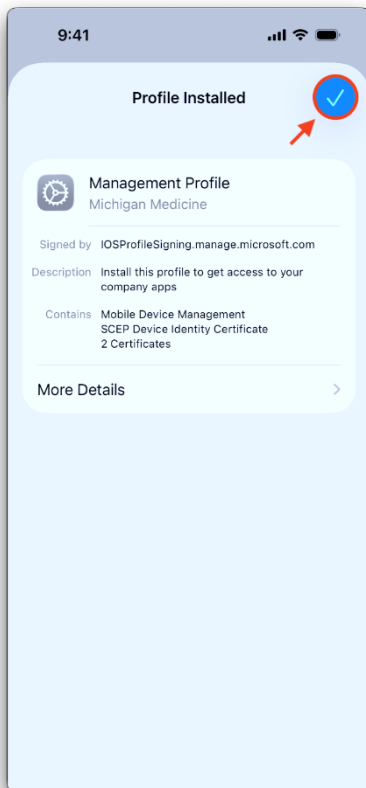 9:41
Profile Installed
Management Profile
Michigan Medicine
Signed by IOSProfileSigning.manage.microsoft.com
Description Install this profile to get access to your
company apps
Contains Mobile Device Management
SCEP Device Identity Certificate
2 Certificates
More Details